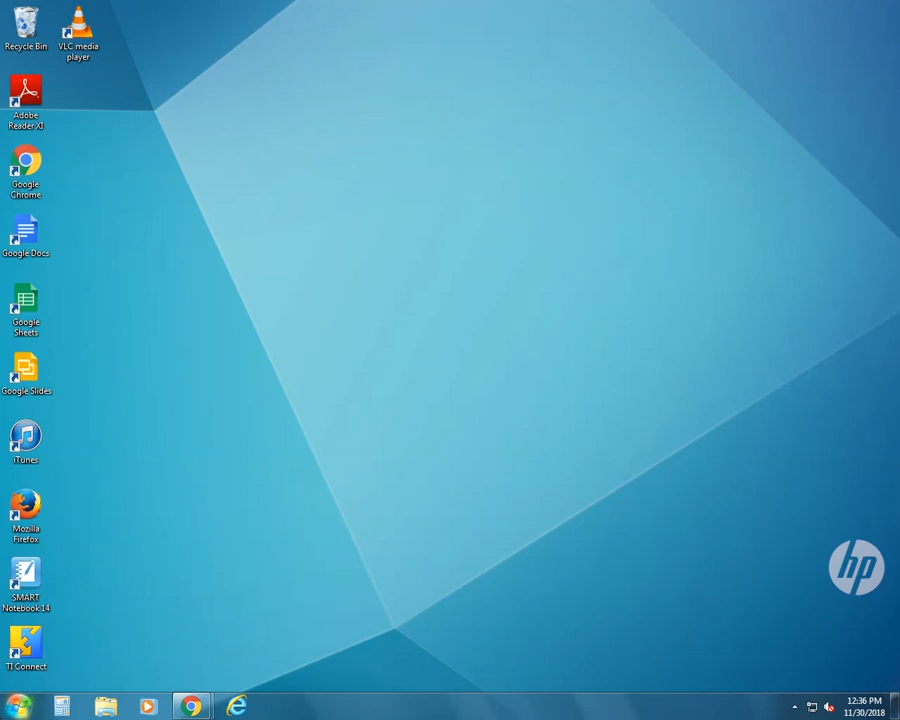 Recycle Bin
VLC media
player
Adobe
Reader XI
Google
Chrome
Google Docs
Google
Sheets
Google Slides
iTunes
Mozilla
Firefox
SMART
Notebook 14
TI Connect
hp
12:36 PM
11/30/2018